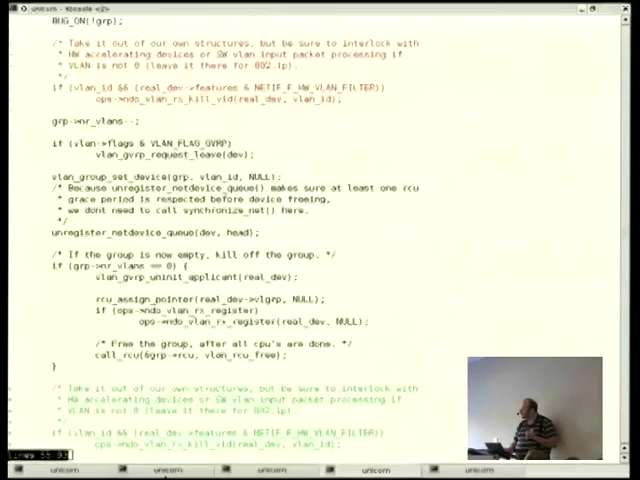 unicorn - Konsole <2>
BUG_ON(!grp);
/* Take it out of our own structures, but be sure to interlock with
 * HW accelerating devices or SW vlan input packet processing if
 * VLAN is not 0 (leave it there for 802.1p).
 */
if (vlan_id && (real_dev->features & NETIF_F_HW_VLAN_FILTER))
ops->ndo_vlan_rx_kill_vid(real_dev, vlan_id);
grp->nr_vlans--;
if (vlan->flags & VLAN_FLAG_GVRP)
vlan_gvrp_request_leave(dev);
vlan_group_set_device(grp, vlan_id, NULL);
/* Because unregister_netdevice_queue() makes sure at least one rcu
 * grace period is respected before device freeing,
 * we dont need to call synchronize_net() here.
 */
unregister_netdevice_queue(dev, head);
/* If the group is now empty, kill off the group. */
if (grp->nr_vlans == 0) {
vlan_gvrp_uninit_applicant(real_dev);
rcu_assign_pointer(real_dev->vlgrp, NULL);
if (ops->ndo_vlan_rx_register)
ops->ndo_vlan_rx_register(real_dev, NULL);
/* Free the group, after all cpu's are done. */
call_rcu(&grp->rcu, vlan_rcu_free);
}
/* Take it out of our own structures, but be sure to interlock with
 * HW accelerating devices or SW vlan input packet processing if
 * VLAN is not 0 (leave it there for 802.1p).
 */
if (vlan_id && (real_dev->features & NETIF_F_HW_VLAN_FILTER))
ops->ndo_vlan_rx_kill_vid(real_dev, vlan_id);
lines 55-93
unicorn unicorn unicorn unicorn unicorn